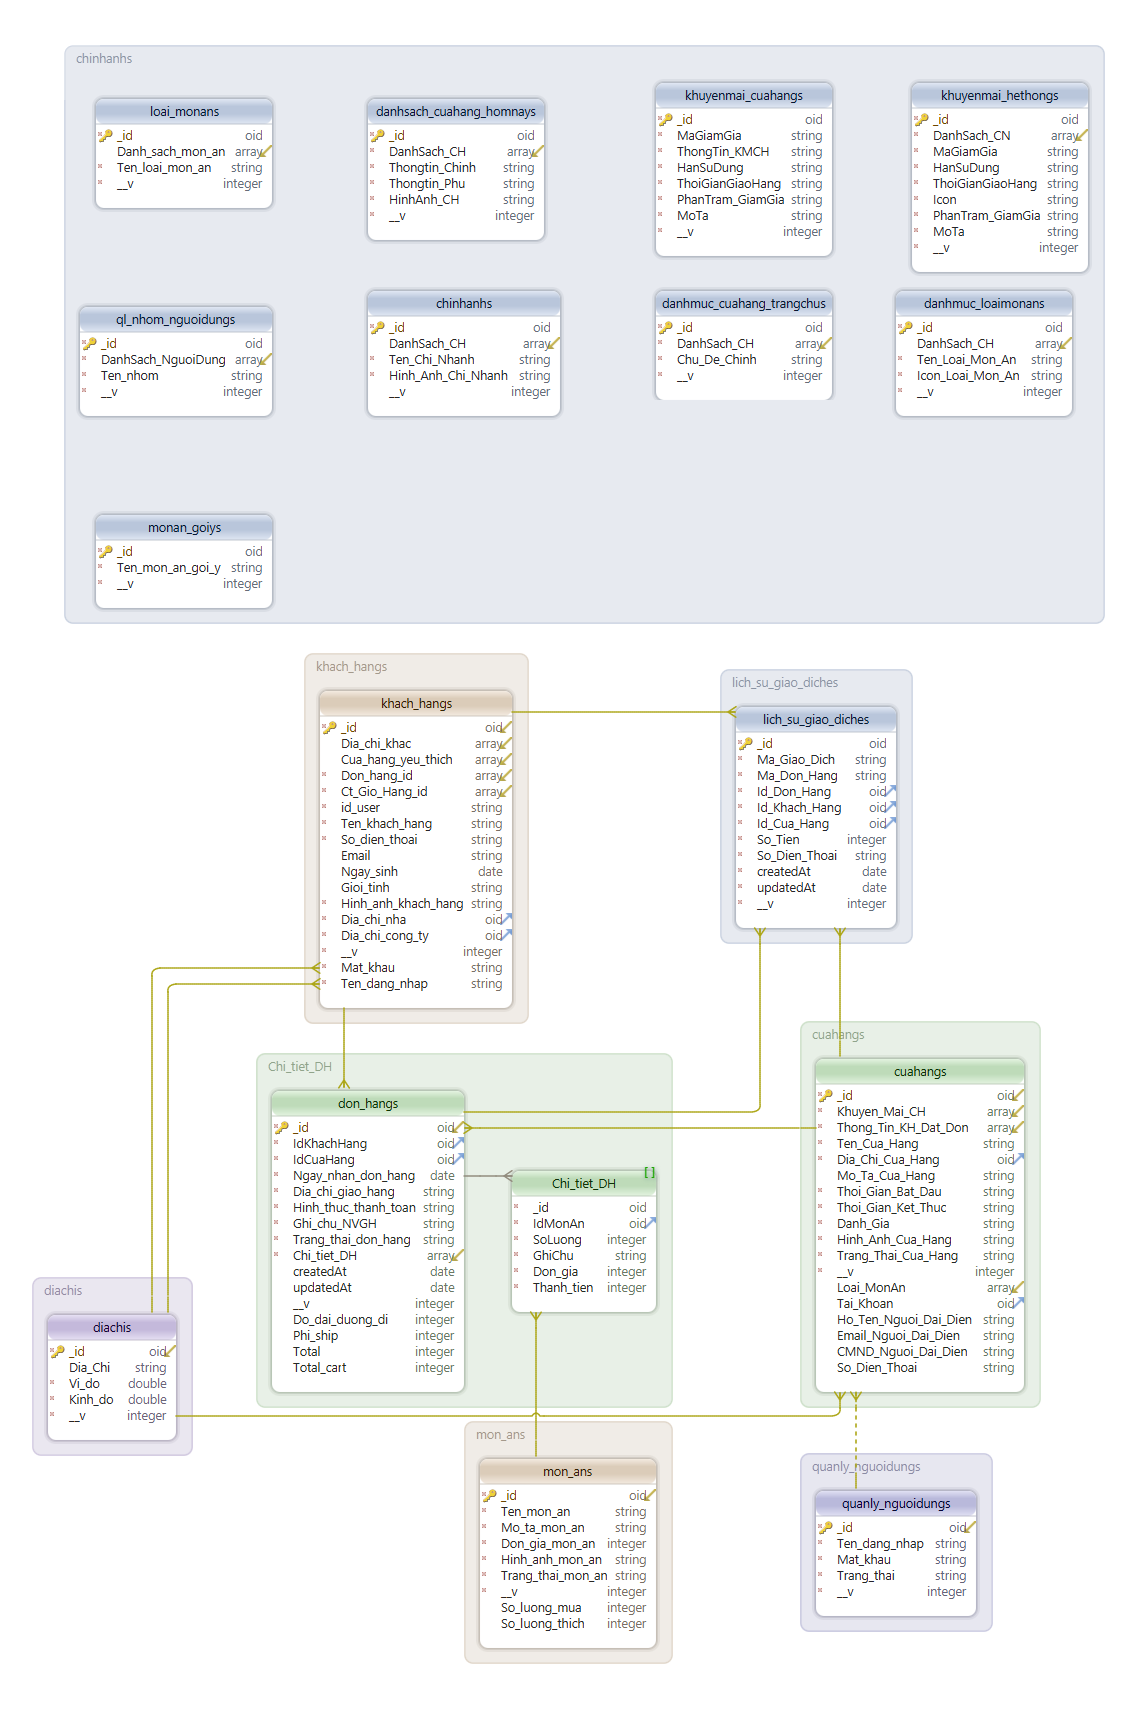 chinhanhs
loai_monans
_id oid
Danh_sach_mon_an array
Ten_loai_mon_an string
__v integer
danhsach_cuahang_homnays
_id oid
DanhSach_CH array
Thongtin_Chinh string
Thongtin_Phu string
HinhAnh_CH string
__v integer
khuyenmai_cuahangs
_id oid
MaGiamGia string
ThongTin_KMCH string
HanSuDung string
ThoiGianGiaoHang string
PhanTram_GiamGia string
MoTa string
__v integer
khuyenmai_hethongs
_id oid
DanhSach_CN array
MaGiamGia string
HanSuDung string
ThoiGianGiaoHang string
Icon string
PhanTram_GiamGia string
MoTa string
__v integer
ql_nhom_nguoidungs
_id oid
DanhSach_NguoiDung array
Ten_nhom string
__v integer
chinhanhs
_id oid
DanhSach_CH array
Ten_Chi_Nhanh string
Hinh_Anh_Chi_Nhanh string
__v integer
danhmuc_cuahang_trangchus
_id oid
DanhSach_CH array
Chu_De_Chinh string
__v integer
danhmuc_loaimonans
_id oid
DanhSach_CH array
Ten_Loai_Mon_An string
Icon_Loai_Mon_An string
__v integer
monan_goiys
_id oid
Ten_mon_an_goi_y string
__v integer
khach_hangs
khach_hangs
_id oid
Dia_chi_khac array
Cua_hang_yeu_thich array
Don_hang_id array
Ct_Gio_Hang_id array
id_user string
Ten_khach_hang string
So_dien_thoai string
Email string
Ngay_sinh date
Gioi_tinh string
Hinh_anh_khach_hang string
Dia_chi_nha oid
Dia_chi_cong_ty oid
__v integer
Mat_khau string
Ten_dang_nhap string
lich_su_giao_diches
lich_su_giao_diches
_id oid
Ma_Giao_Dich string
Ma_Don_Hang string
Id_Don_Hang oid
Id_Khach_Hang oid
Id_Cua_Hang oid
So_Tien integer
So_Dien_Thoai string
createdAt date
updatedAt date
__v integer
Chi_tiet_DH
don_hangs
_id oid
IdKhachHang oid
IdCuaHang oid
Ngay_nhan_don_hang date
Dia_chi_giao_hang string
Hinh_thuc_thanh_toan string
Ghi_chu_NVGH string
Trang_thai_don_hang string
Chi_tiet_DH array
createdAt date
updatedAt date
__v integer
Do_dai_duong_di integer
Phi_ship integer
Total integer
Total_cart integer
[]
Chi_tiet_DH
_id oid
IdMonAn oid
SoLuong integer
GhiChu string
Don_gia integer
Thanh_tien integer
cuahangs
cuahangs
_id oid
Khuyen_Mai_CH array
Thong_Tin_KH_Dat_Don array
Ten_Cua_Hang string
Dia_Chi_Cua_Hang oid
Mo_Ta_Cua_Hang string
Thoi_Gian_Bat_Dau string
Thoi_Gian_Ket_Thuc string
Danh_Gia string
Hinh_Anh_Cua_Hang string
Trang_Thai_Cua_Hang string
__v integer
Loai_MonAn array
Tai_Khoan oid
Ho_Ten_Nguoi_Dai_Dien string
Email_Nguoi_Dai_Dien string
CMND_Nguoi_Dai_Dien string
So_Dien_Thoai string
diachis
diachis
_id oid
Dia_Chi string
Vi_do double
Kinh_do double
__v integer
mon_ans
mon_ans
_id oid
Ten_mon_an string
Mo_ta_mon_an string
Don_gia_mon_an integer
Hinh_anh_mon_an string
Trang_thai_mon_an string
__v integer
So_luong_mua integer
So_luong_thich integer
quanly_nguoidungs
quanly_nguoidungs
_id oid
Ten_dang_nhap string
Mat_khau string
Trang_thai string
__v integer